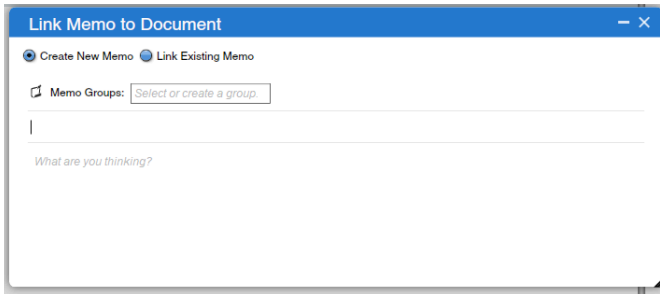 Link Memo to Document
Create New Memo Link Existing Memo
Memo Groups: Select or create a group.
What are you thinking?